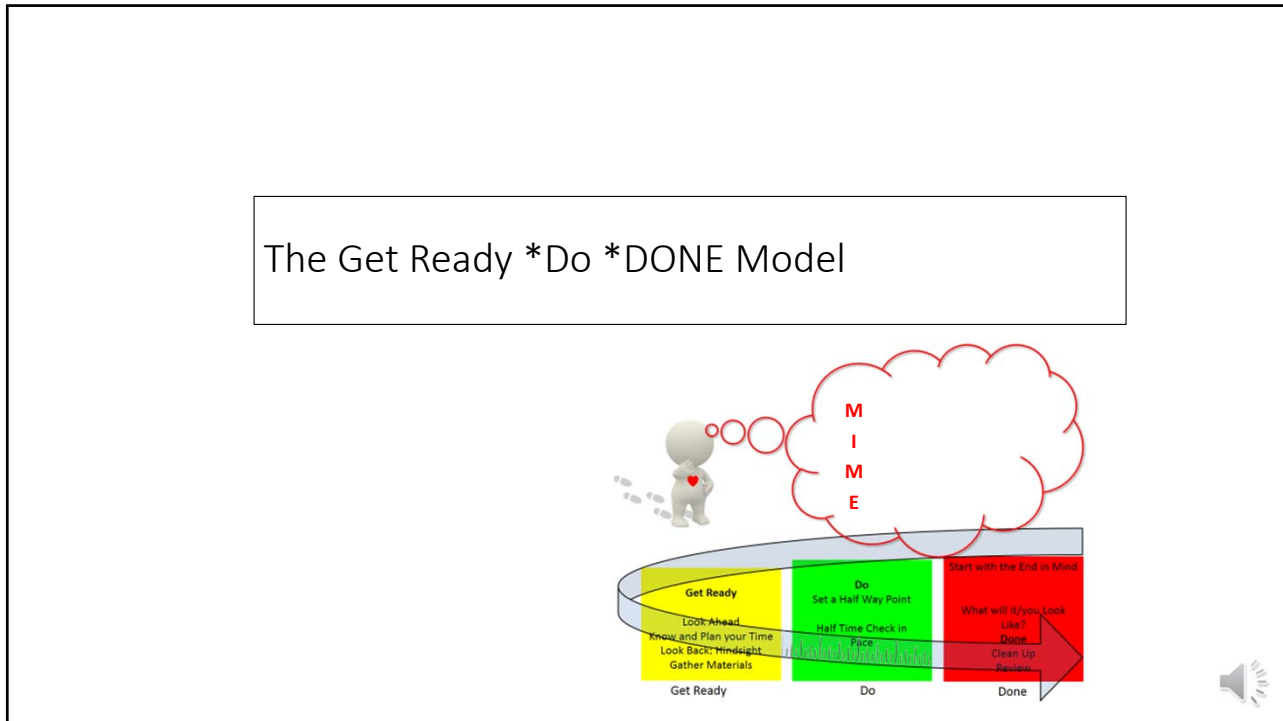 The Get Ready *Do *DONE Model
M
I
M
E
Get Ready
Look Ahead
Know and Plan your Time
Look Back: Hindsight
Gather Materials
Get Ready
Do
Set a Half Way Point
Half Time Check in
Pace
Do
Start with the End in Mind
What will it/you Look
Like?
Done
Clean Up
Review
Done